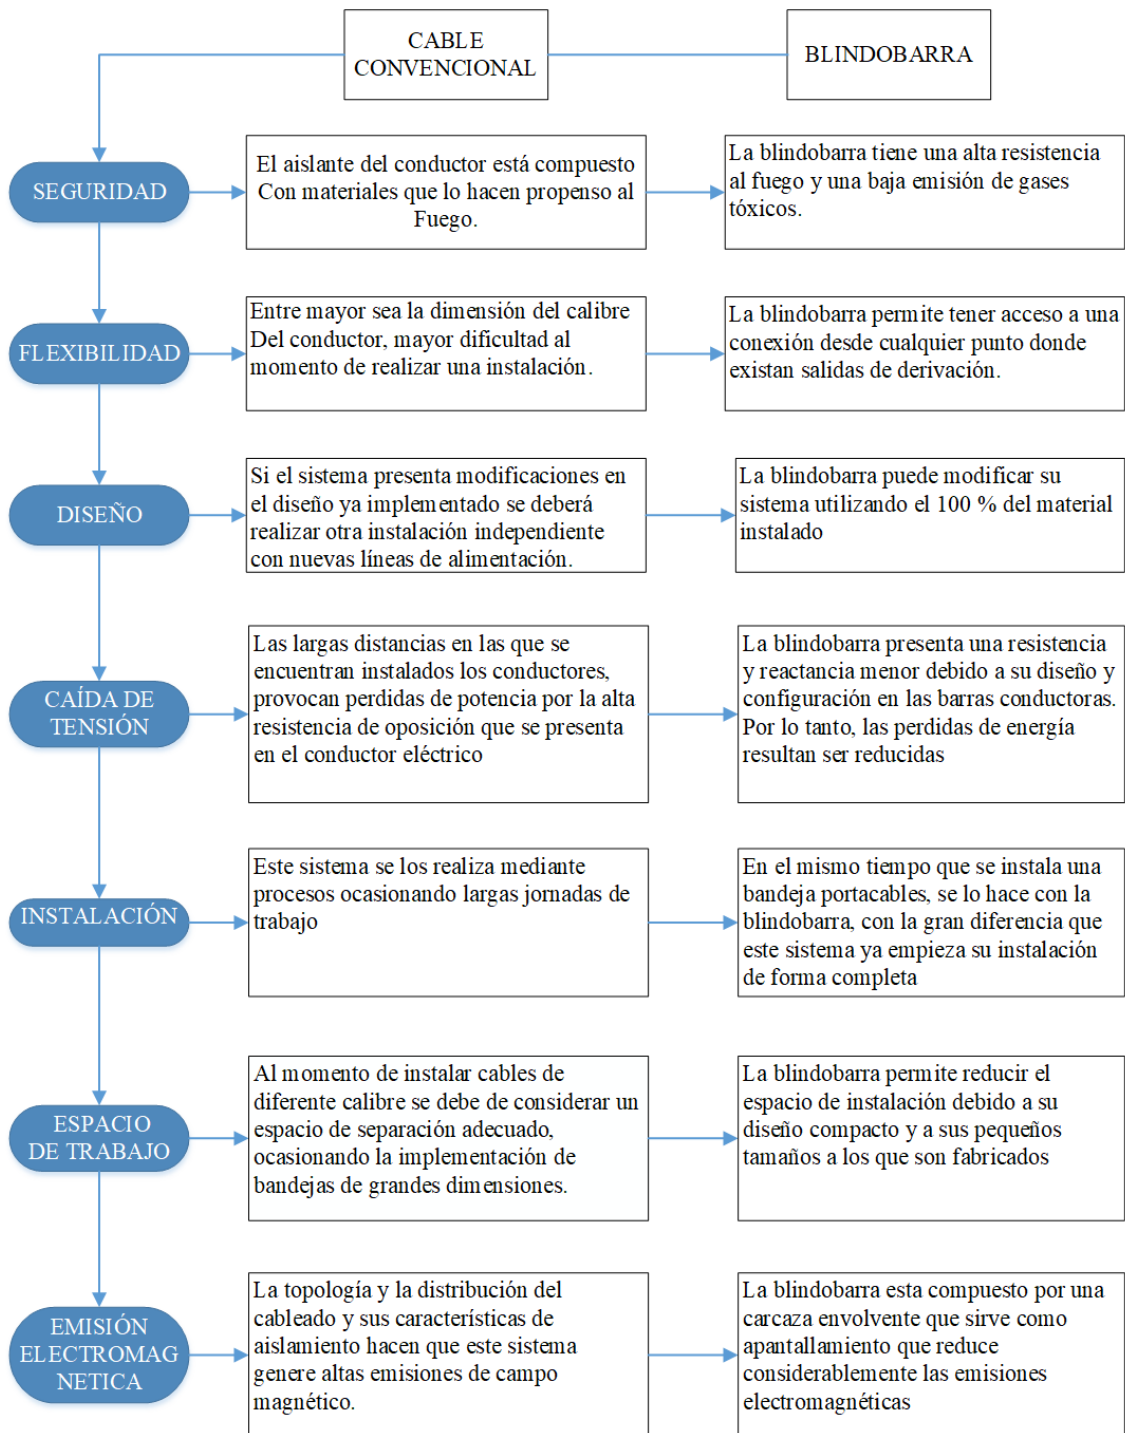 CABLE
CONVENCIONAL
BLINDOBARRA
SEGURIDAD
El aislante del conductor está compuesto
Con materiales que lo hacen propenso al
Fuego.
La blindobarra tiene una alta resistencia
al fuego y una baja emisión de gases
tóxicos.
FLEXIBILIDAD
Entre mayor sea la dimensión del calibre
Del conductor, mayor dificultad al
momento de realizar una instalación.
La blindobarra permite tener acceso a una
conexión desde cualquier punto donde
existan salidas de derivación.
DISEÑO
Si el sistema presenta modificaciones en
el diseño ya implementado se deberá
realizar otra instalación independiente
con nuevas líneas de alimentación.
La blindobarra puede modificar su
sistema utilizando el 100 % del material
instalado
CAÍDA DE
TENSIÓN
Las largas distancias en las que se
encuentran instalados los conductores,
provocan perdidas de potencia por la alta
resistencia de oposición que se presenta
en el conductor eléctrico
La blindobarra presenta una resistencia
y reactancia menor debido a su diseño y
configuración en las barras conductoras.
Por lo tanto, las perdidas de energía
resultan ser reducidas
INSTALACIÓN
Este sistema se los realiza mediante
procesos ocasionando largas jornadas de
trabajo
En el mismo tiempo que se instala una
bandeja portacables, se lo hace con la
blindobarra, con la gran diferencia que
este sistema ya empieza su instalación
de forma completa
ESPACIO
DE TRABAJO
Al momento de instalar cables de
diferente calibre se debe de considerar un
espacio de separación adecuado,
ocasionando la implementación de
bandejas de grandes dimensiones.
La blindobarra permite reducir el
espacio de instalación debido a su
diseño compacto y a sus pequeños
tamaños a los que son fabricados
EMISIÓN
ELECTROMAG
NETICA
La topología y la distribución del
cableado y sus características de
aislamiento hacen que este sistema
genere altas emisiones de campo
magnético.
La blindobarra esta compuesto por una
carcaza envolvente que sirve como
apantallamiento que reduce
considerablemente las emisiones
electromagnéticas